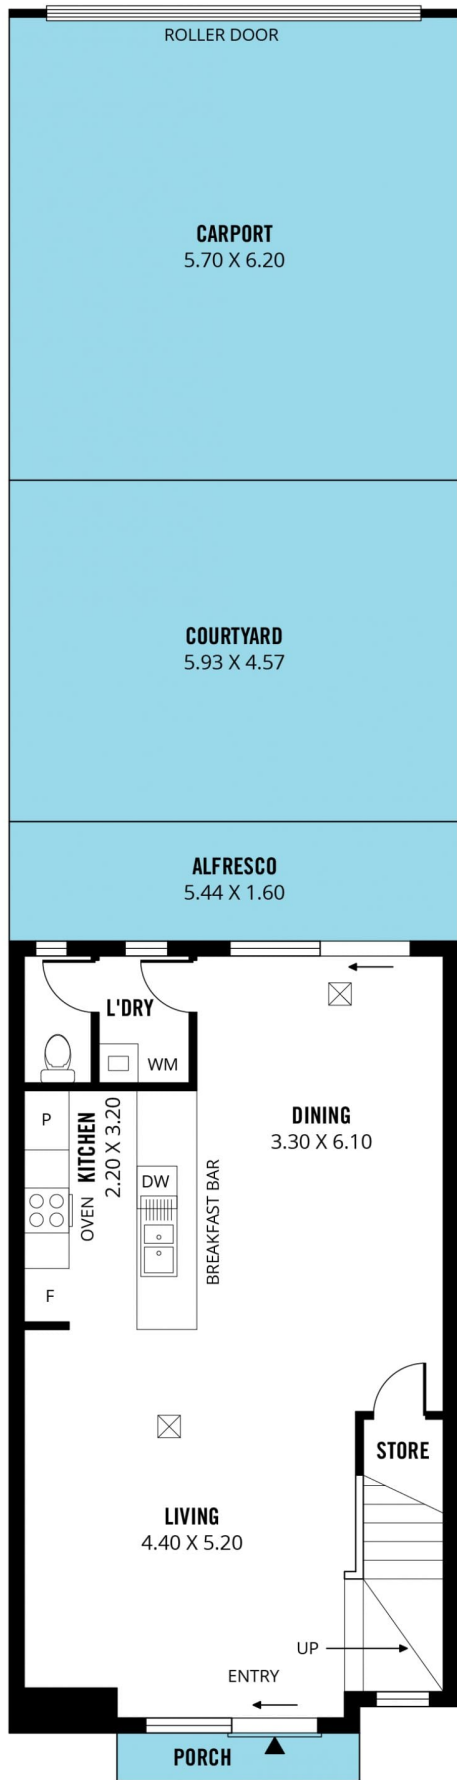 ROLLER DOOR
CARPORT
5.70 X 6.20
COURTYARD
5.93 X 4.57
ALFRESCO
5.44 X 1.60
L'DRY
WM
P
KITCHEN
2.20 X 3.20
DINING
3.30 X 6.10
DW
OVEN
BREAKFAST BAR
F
STORE
LIVING
4.40 X 5.20
UP
ENTRY
PORCH